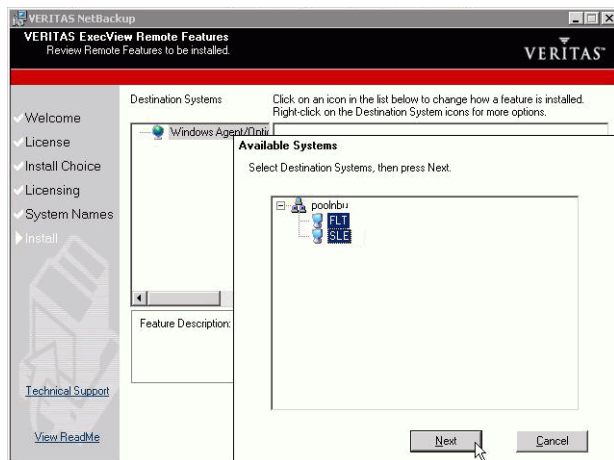 VERITAS NetBackup
VERITAS ExecView Remote Features
Review Remote Features to be installed.
VERITAS™
Welcome
License
Install Choice
Licensing
System Names
Install
Technical Support
View ReadMe
Destination Systems
Click on an icon in the list below to change how a feature is installed.
Right-click on the Destination System icons for more options.
Windows Agent/Optic
Feature Description:
Available Systems
Select Destination Systems, then press Next.
poolnbu
FLT
SLE
Next
Cancel